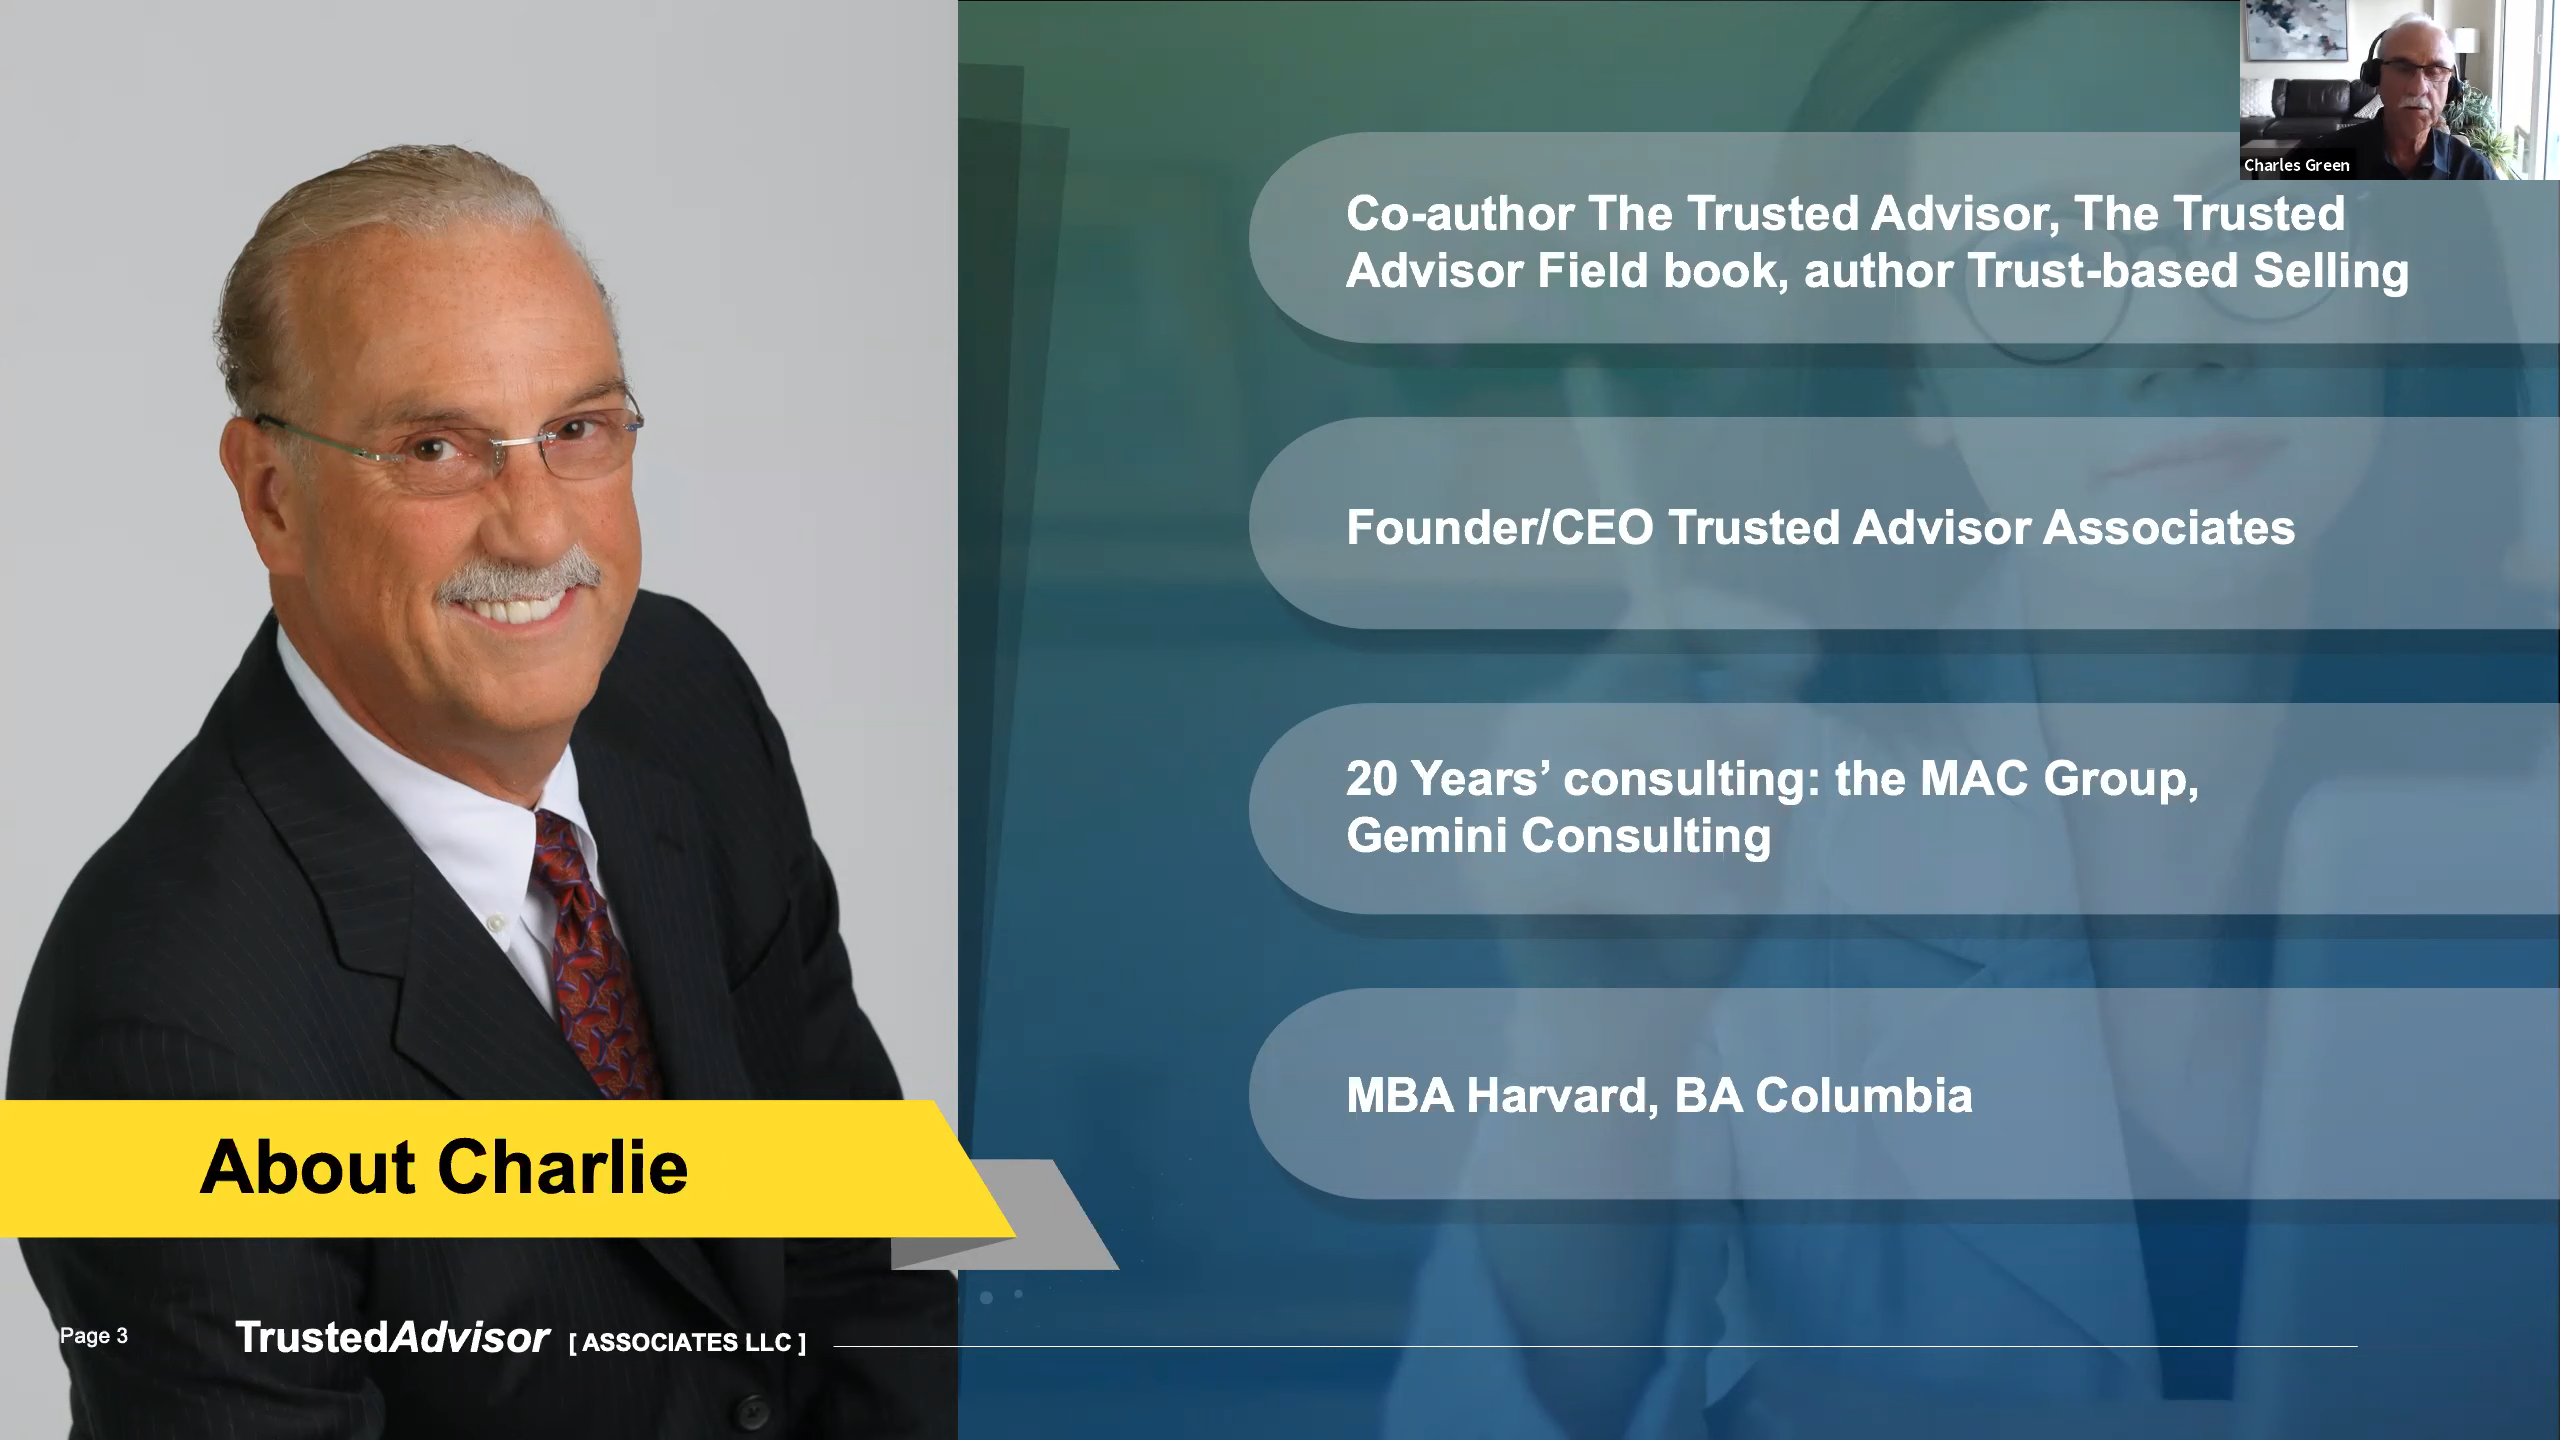 Charles Green
Co-author The Trusted Advisor, The Trusted
Advisor Field book, author Trust-based Selling
Founder/CEO Trusted Advisor Associates
20 Years’ consulting: the MAC Group,
Gemini Consulting
MBA Harvard, BA Columbia
About Charlie
Page 3
TrustedAdvisor [ ASSOCIATES LLC ]